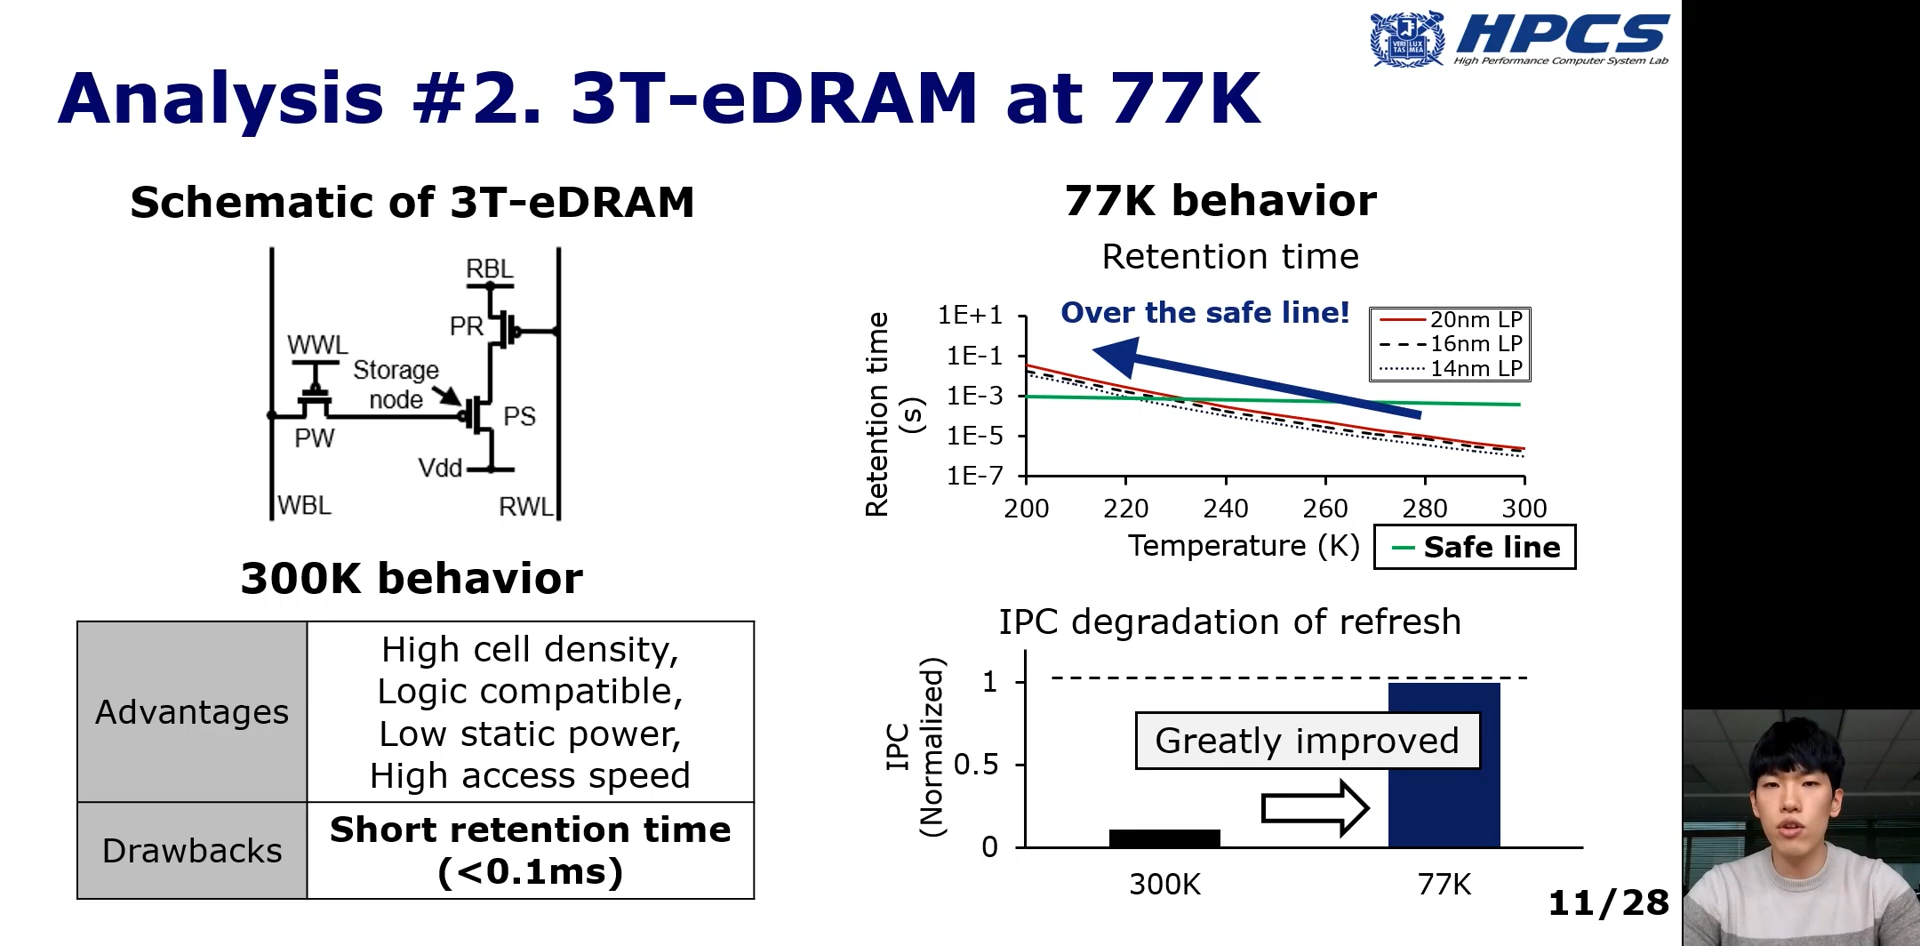 HPCS
High Performance Computer System Lab
VERI LUX
TAS MEA
Analysis #2. 3T-eDRAM at 77K
Schematic of 3T-eDRAM
RBL
PR
WWL
Storage
node
PS
PW
Vdd
WBL
RWL
300K behavior
Advantages
High cell density,
Logic compatible,
Low static power,
High access speed
Drawbacks
Short retention time
(<0.1ms)
77K behavior
Retention time
Over the safe line!
20nm LP
16nm LP
14nm LP
Retention time
(s)
1E+1
1E-1
1E-3
1E-5
1E-7
200 220 240 260 280 300
Temperature (K)
Safe line
IPC degradation of refresh
IPC
(Normalized)
1
0.5
0
Greatly improved
300K 77K
11/28